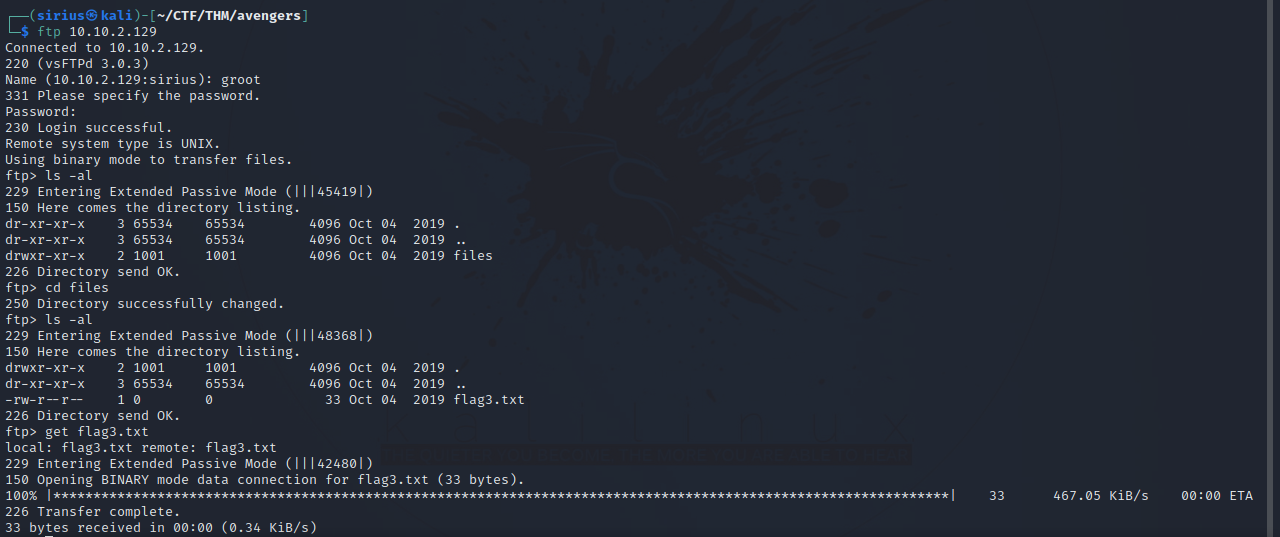 ┌──(sirius㉿kali)-[~/CTF/THM/avengers]
└─$ ftp 10.10.2.129
Connected to 10.10.2.129.
220 (vsFTPd 3.0.3)
Name (10.10.2.129:sirius): groot
331 Please specify the password.
Password:
230 Login successful.
Remote system type is UNIX.
Using binary mode to transfer files.
ftp> ls -al
229 Entering Extended Passive Mode (|||45419|)
150 Here comes the directory listing.
dr-xr-xr-x    3 65534    65534        4096 Oct 04  2019 .
dr-xr-xr-x    3 65534    65534        4096 Oct 04  2019 ..
drwxr-xr-x    2 1001     1001         4096 Oct 04  2019 files
226 Directory send OK.
ftp> cd files
250 Directory successfully changed.
ftp> ls -al
229 Entering Extended Passive Mode (|||48368|)
150 Here comes the directory listing.
drwxr-xr-x    2 1001     1001         4096 Oct 04  2019 .
dr-xr-xr-x    3 65534    65534        4096 Oct 04  2019 ..
-rw-r--r--    1 0        0              33 Oct 04  2019 flag3.txt
226 Directory send OK.
ftp> get flag3.txt
local: flag3.txt remote: flag3.txt
229 Entering Extended Passive Mode (|||42480|)
150 Opening BINARY mode data connection for flag3.txt (33 bytes).
100% |****************************************************************************************************************|    33      467.05 KiB/s    00:00 ETA
226 Transfer complete.
33 bytes received in 00:00 (0.34 KiB/s)